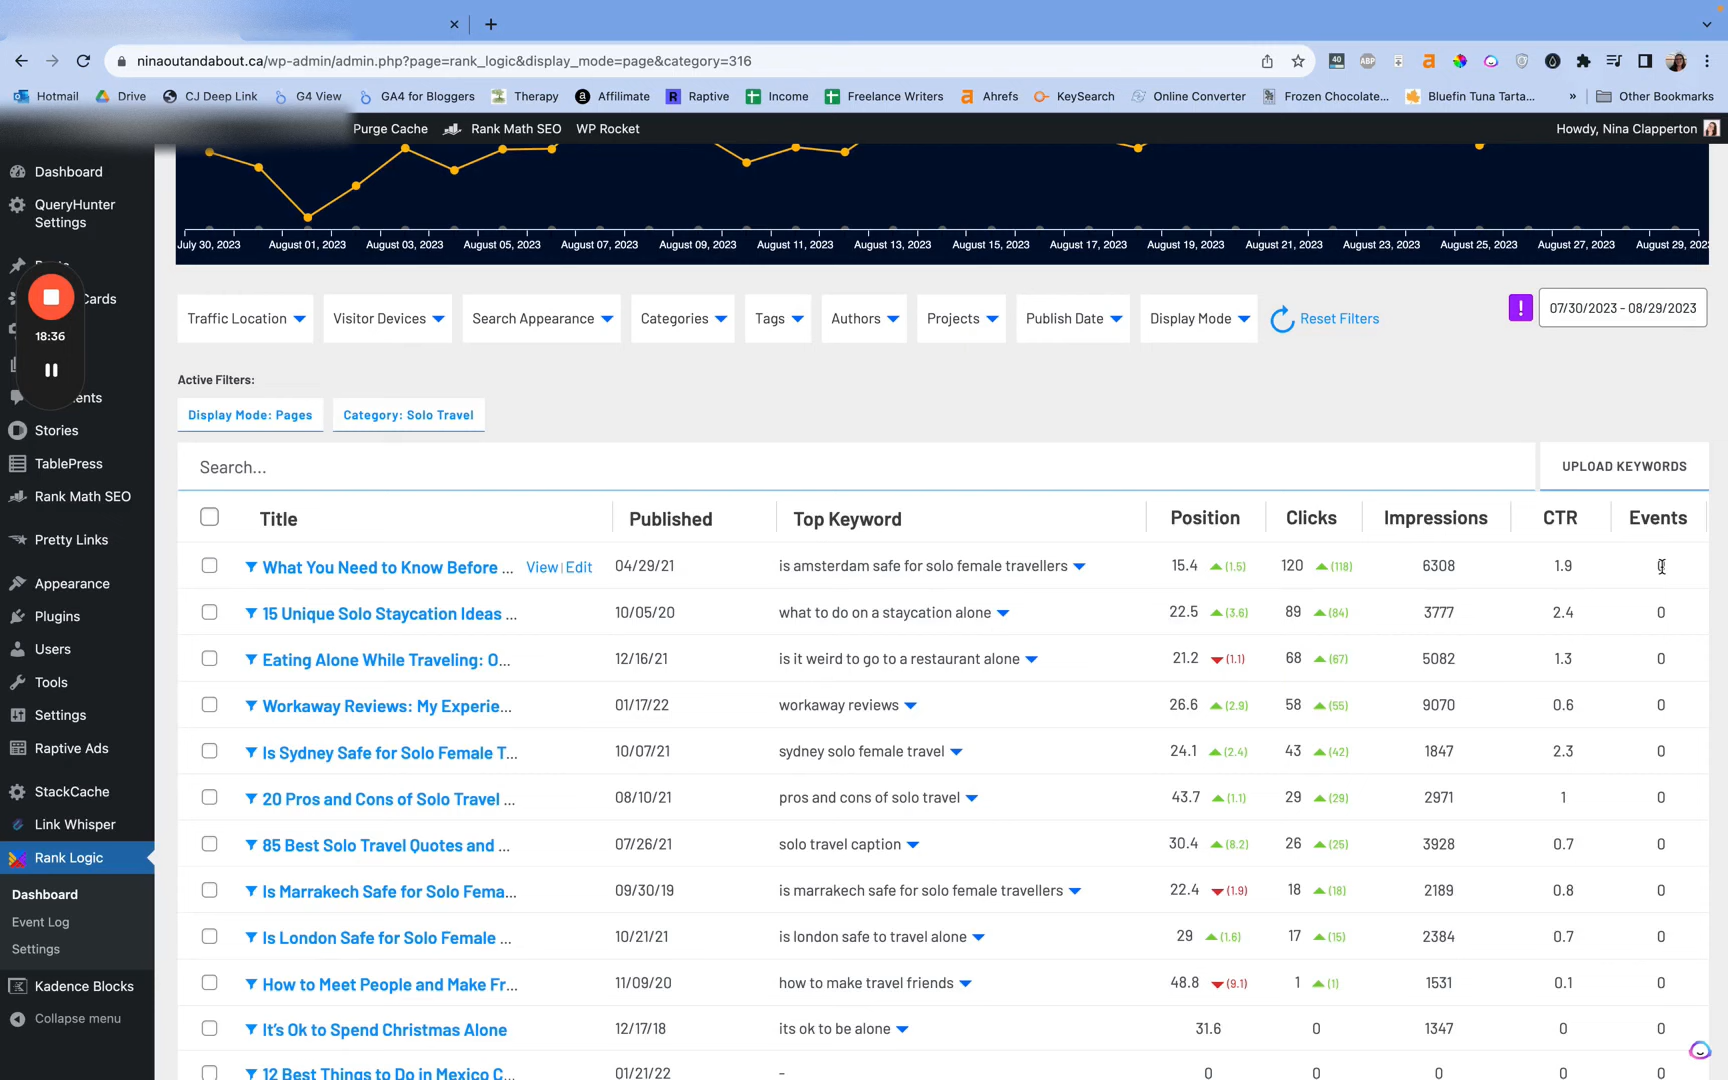 ninaoutandabout.ca/wp-admin/admin.php?page=rank_logic&display_mode=page&category=316
40
ABP
Hotmail
Drive
CJ Deep Link
G4 View
GA4 for Bloggers
Therapy
Affilimate
Raptive
Income
Freelance Writers
Ahrefs
KeySearch
Online Converter
Frozen Chocolate...
Bluefin Tuna Tarta...
»
Other Bookmarks
Purge Cache
Rank Math SEO
WP Rocket
Howdy, Nina Clapperton
Dashboard
QueryHunter
Settings
Cards
ents
Stories
TablePress
Rank Math SEO
Pretty Links
Appearance
Plugins
Users
Tools
Settings
Raptive Ads
StackCache
Link Whisper
Rank Logic
Dashboard
Event Log
Settings
Kadence Blocks
Collapse menu
18:36
July 30, 2023
August 01, 2023
August 03, 2023
August 05, 2023
August 07, 2023
August 09, 2023
August 11, 2023
August 13, 2023
August 15, 2023
August 17, 2023
August 19, 2023
August 21, 2023
August 23, 2023
August 25, 2023
August 27, 2023
August 29, 202
Traffic Location
Visitor Devices
Search Appearance
Categories
Tags
Authors
Projects
Publish Date
Display Mode
Reset Filters
!
07/30/2023 - 08/29/2023
Active Filters:
Display Mode: Pages
Category: Solo Travel
Search...
UPLOAD KEYWORDS
Title Published Top Keyword Position Clicks Impressions CTR Events
What You Need to Know Before ... View | Edit 04/29/21 is amsterdam safe for solo female travellers 15.4 (1.5) 120 (118) 6308 1.9
15 Unique Solo Staycation Ideas ... 10/05/20 what to do on a staycation alone 22.5 (3.6) 89 (84) 3777 2.4 0
Eating Alone While Traveling: O... 12/16/21 is it weird to go to a restaurant alone 21.2 (1.1) 68 (67) 5082 1.3 0
Workaway Reviews: My Experie... 01/17/22 workaway reviews 26.6 (2.9) 58 (55) 9070 0.6 0
Is Sydney Safe for Solo Female T... 10/07/21 sydney solo female travel 24.1 (2.4) 43 (42) 1847 2.3 0
20 Pros and Cons of Solo Travel ... 08/10/21 pros and cons of solo travel 43.7 (1.1) 29 (29) 2971 1 0
85 Best Solo Travel Quotes and ... 07/26/21 solo travel caption 30.4 (8.2) 26 (25) 3928 0.7 0
Is Marrakech Safe for Solo Fema... 09/30/19 is marrakech safe for solo female travellers 22.4 (1.9) 18 (18) 2189 0.8 0
Is London Safe for Solo Female ... 10/21/21 is london safe to travel alone 29 (1.6) 17 (15) 2384 0.7 0
How to Meet People and Make Fr... 11/09/20 how to make travel friends 48.8 (9.1) 1 (1) 1531 0.1 0
It's Ok to Spend Christmas Alone 12/17/18 its ok to be alone 31.6 0 1347 0 0
12 Best Things to Do in Mexico C... 01/21/22 - 0 0 0 0 0